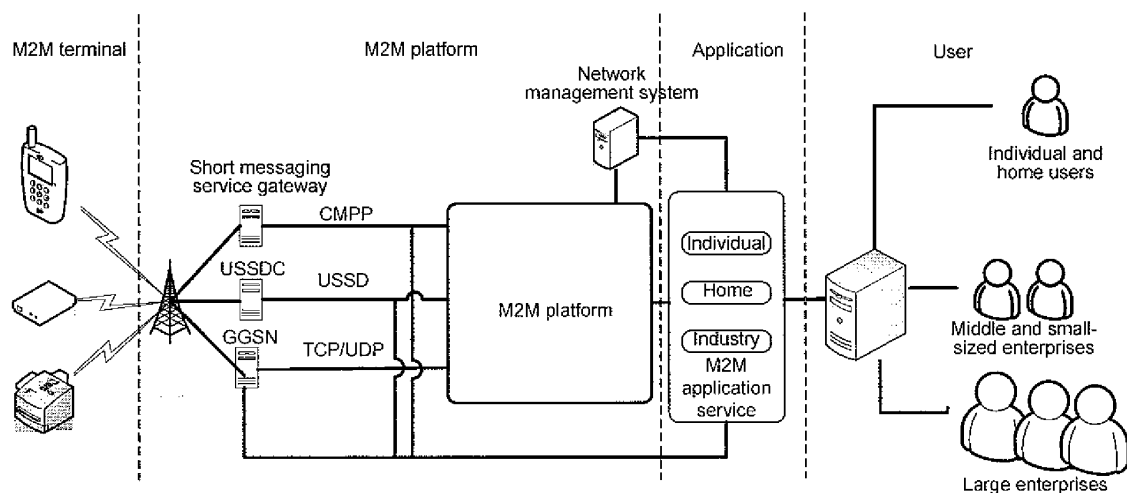 M2M terminal
M2M platform
Application
User
Network
management system
Short messaging
service gateway
CMPP
USSDC
USSD
GGSN
TCP/UDP
M2M platform
Individual
Home
Industry
M2M
application
service
Individual and
home users
Middle and small-
sized enterprises
Large enterprises